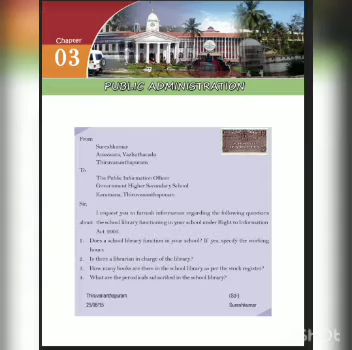 Chapter
03
PUBLIC ADMINISTRATION
From
Sureshkumar
Aruvikkara, Vazhuthacadu
Thiruvananthapuram
To
The Public Information Officer
Government Higher Secondary School
Karamana, Thiruvananthapuram
Sir,
I request you to furnish information regarding the following questions
about the school library functioning in your school under Right to Information
Act 2005.
1. Does a school library function in your school? If yes, specify the working
hours
2. Is there a librarian in charge of the library?
3. How many books are there in the school library as per the stock register?
4. What are the periodicals subscribed in the school library?
Thiruvananthapuram
(Sd/-)
Sureshkumar